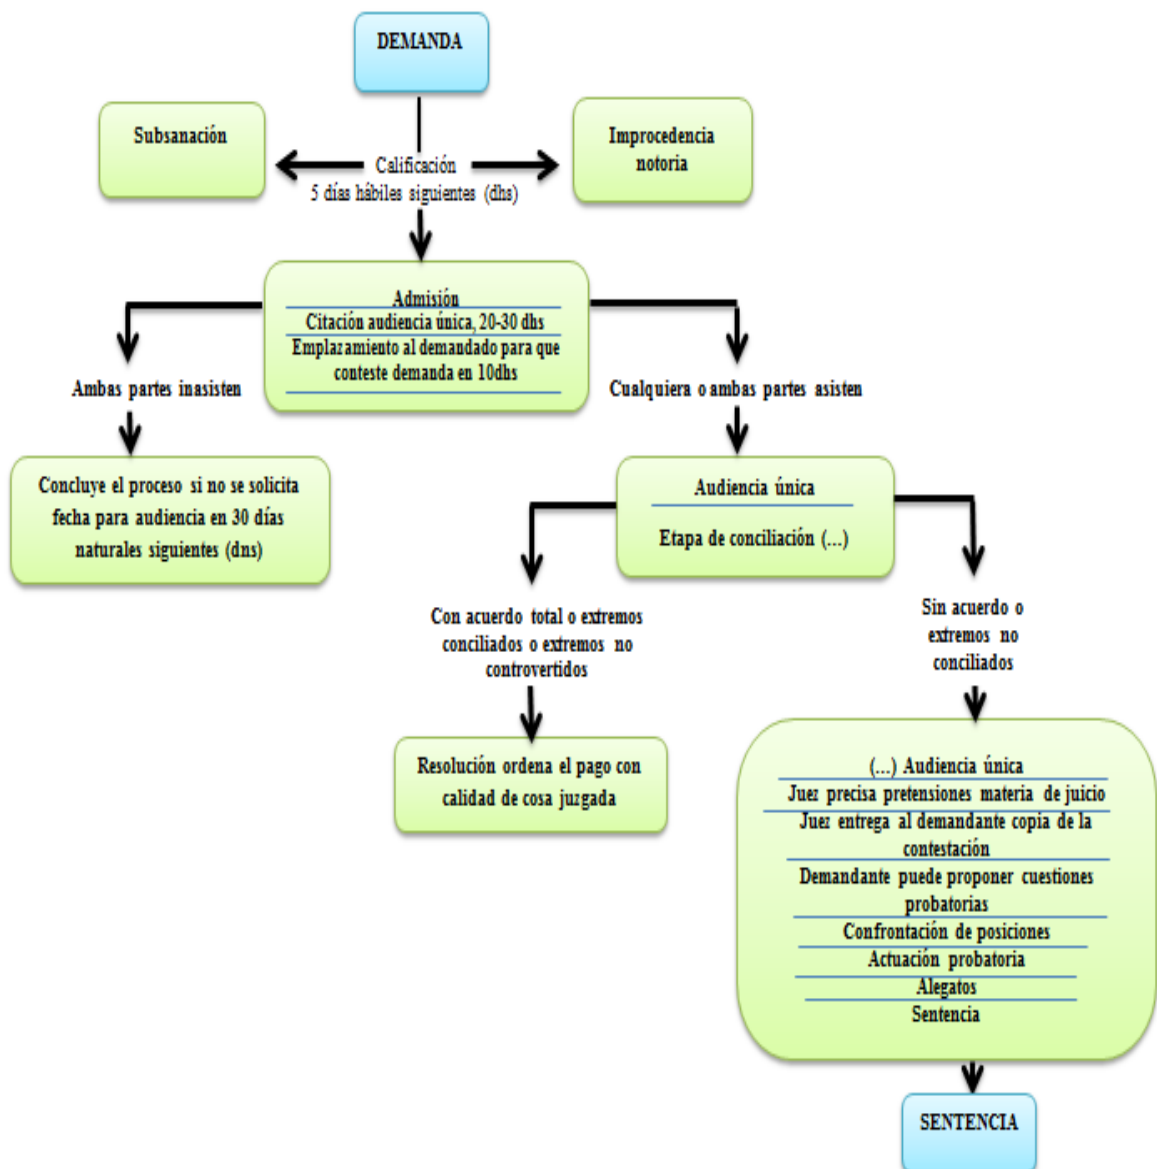 DEMANDA
Subsanación
Improcedencia
notoria
Calificación
5 días hábiles siguientes (dhs)
Admisión
Citación audiencia única, 20-30 dhs
Emplazamiento al demandado para que
conteste demanda en 10dhs
Ambas partes inasisten
Cualquiera o ambas partes asisten
Concluye el proceso si no se solicita
fecha para audiencia en 30 días
naturales siguientes (dns)
Audiencia única
Etapa de conciliación (...)
Con acuerdo total o extremos
conciliados o extremos no
controvertidos
Sin acuerdo o
extremos no
conciliados
Resolución ordena el pago con
calidad de cosa juzgada
(...) Audiencia única
Juez precisa pretensiones materia de juicio
Juez entrega al demandante copia de la
contestación
Demandante puede proponer cuestiones
probatorias
Confrontación de posiciones
Actuación probatoria
Alegatos
Sentencia
SENTENCIA